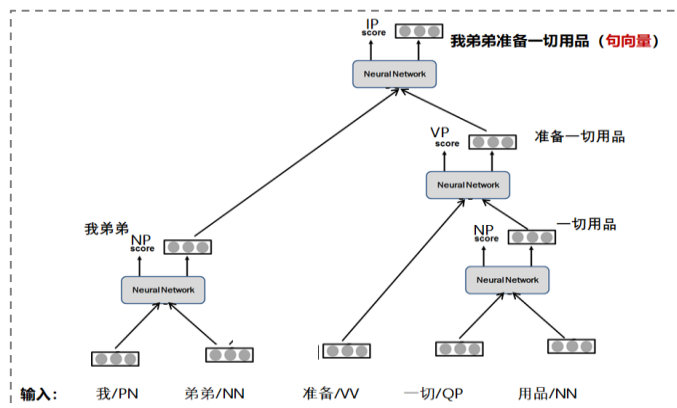 IP
score
我弟弟准备一切用品（句向量）
Neural Network
VP
score
准备一切用品
Neural Network
我弟弟
NP
score
一切用品
NP
score
Neural Network
Neural Network
输入： 我/PN 弟弟/NN 准备/VV 一切/QP 用品/NN